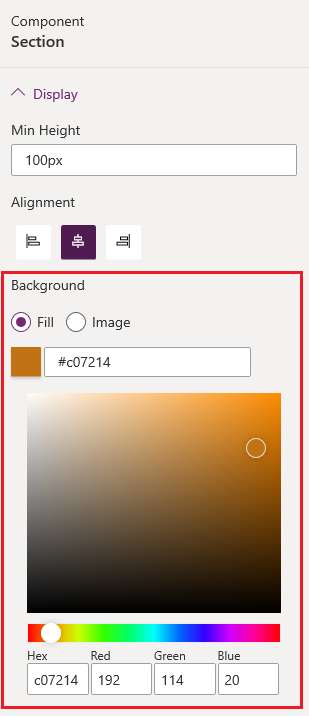 Component
Section
Display
Min Height
100px
Alignment
Background
Fill Image
#c07214
Hex Red Green Blue
c07214 192 114 20